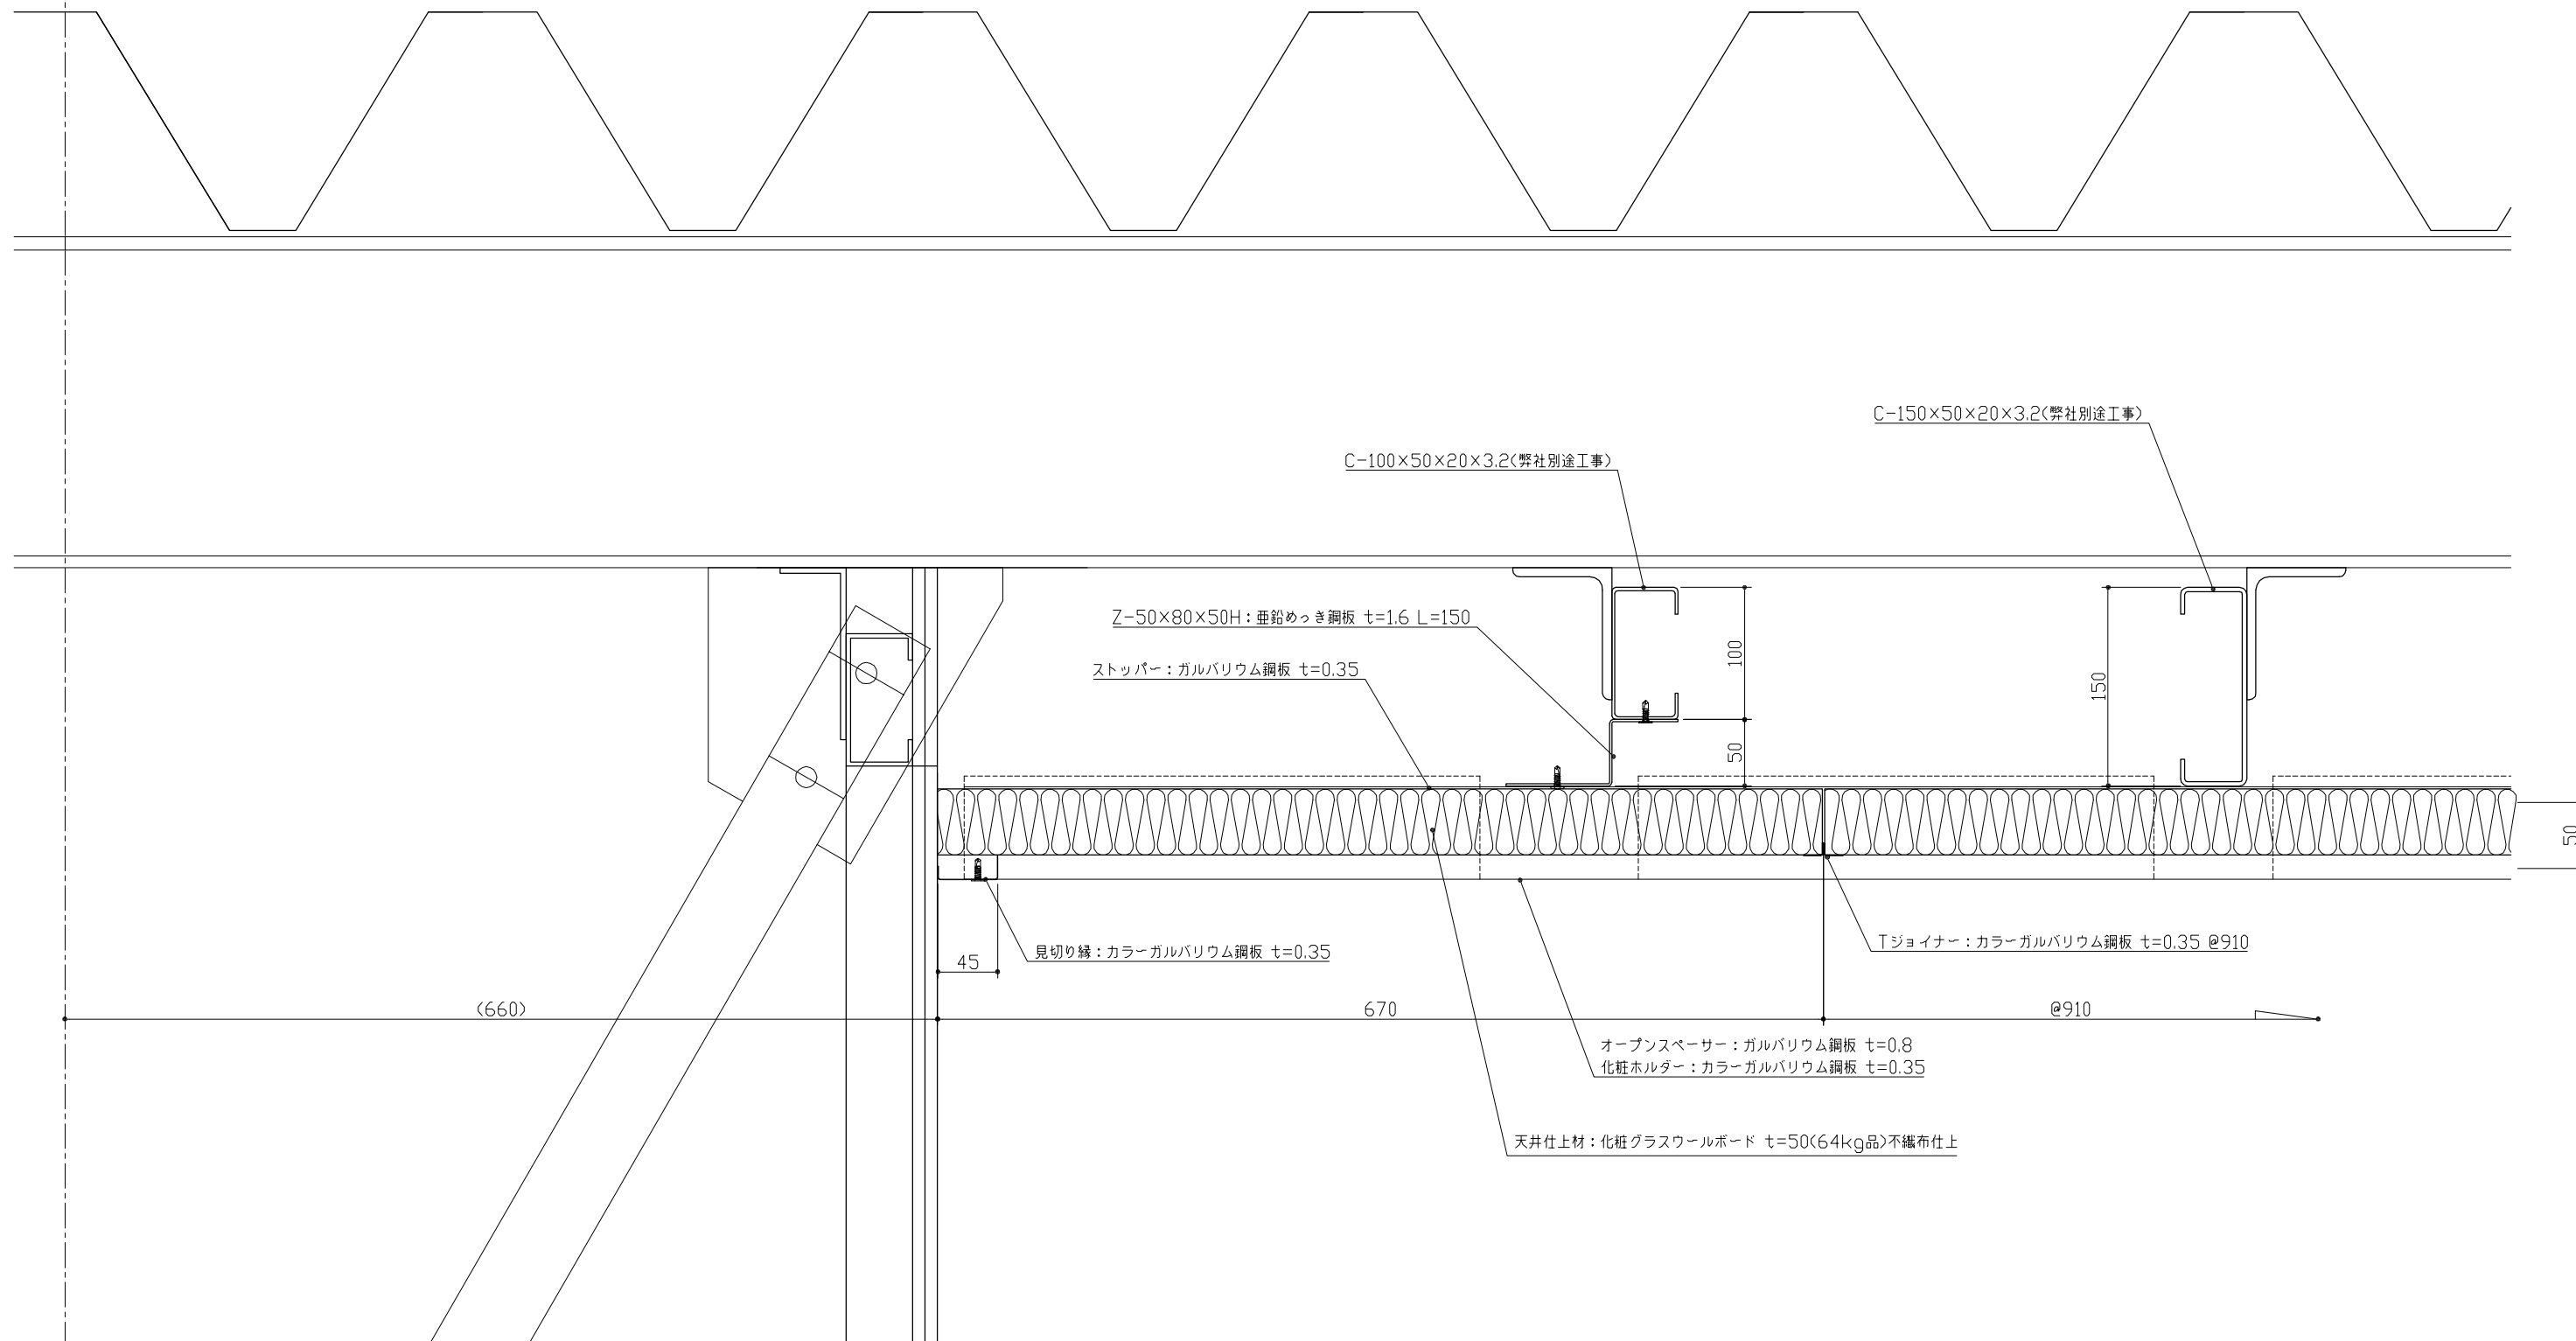 C-150×50×20×3.2(弊社別途工事)
C-100×50×20×3.2(弊社別途工事)
Z-50×80×50H：亜鉛めっき鋼板 t=1.6 L=150
ストッパー：ガルバリウム鋼板 t=0.35
100
150
50
50
見切り縁：カラーガルバリウム鋼板 t=0.35
Tジョイナー：カラーガルバリウム鋼板 t=0.35 @910
45
(660)
670
@910
オープンスペーサー：ガルバリウム鋼板 t=0.8
化粧ホルダー：カラーガルバリウム鋼板 t=0.35
天井仕上材：化粧グラスウールボード t=50(64kg品)不織布仕上